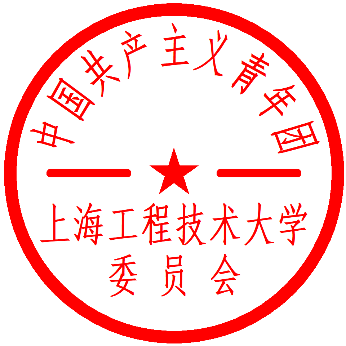 中国共产主义青年团
上海工程技术大学
委员会